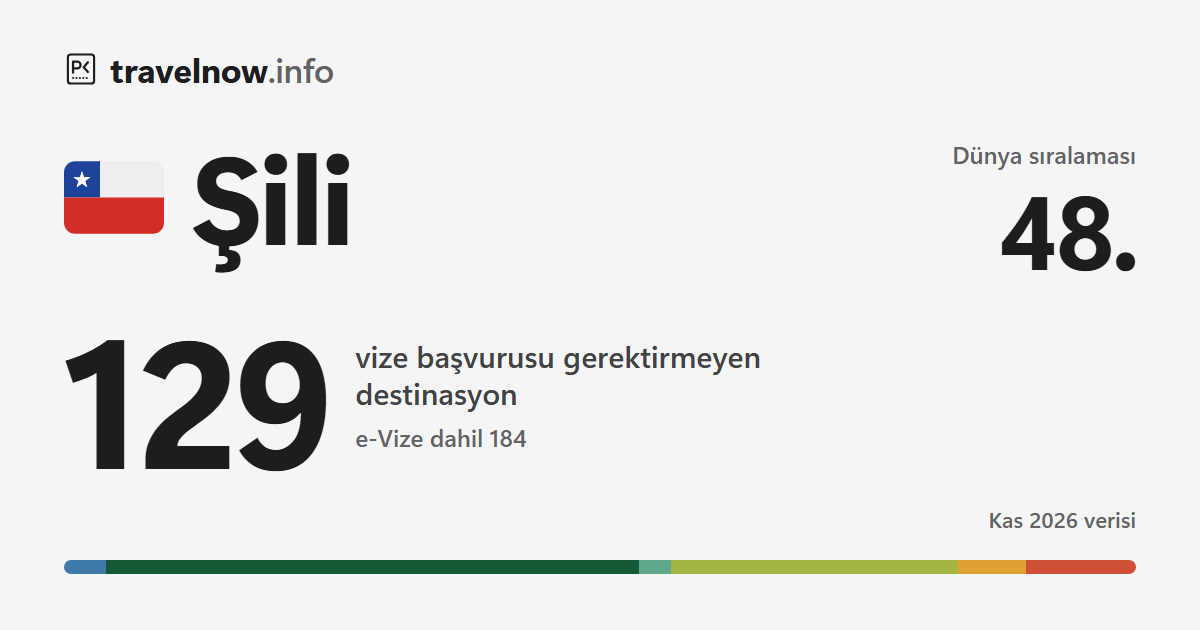 travelnow.info
Şili
Dünya sıralaması
48.
129
vize başvurusu gerektirmeyen
destinasyon
e-Vize dahil 184
Kas 2026 verisi